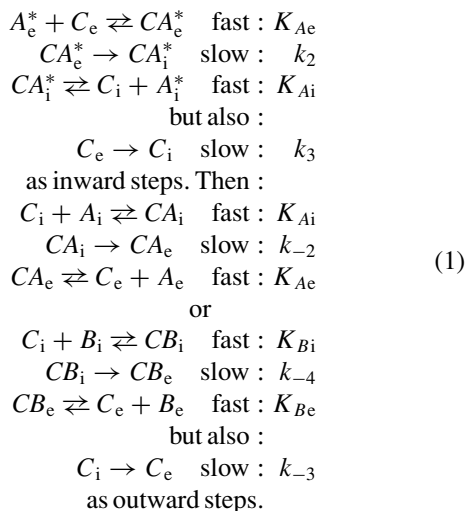 A*e + Ce ⇄ CA*e fast : KAe
CA*e → CA*i slow : k2
CA*i ⇄ Ci + A*i fast : KAi
but also :
Ce → Ci slow : k3
as inward steps. Then :
Ci + Ai ⇄ CAi fast : KAi
CAi → CAe slow : k−2
CAe ⇄ Ce + Ae fast : KAe
(1)
or
Ci + Bi ⇄ CBi fast : KBi
CBi → CBe slow : k−4
CBe ⇄ Ce + Be fast : KBe
but also :
Ci → Ce slow : k−3
as outward steps.